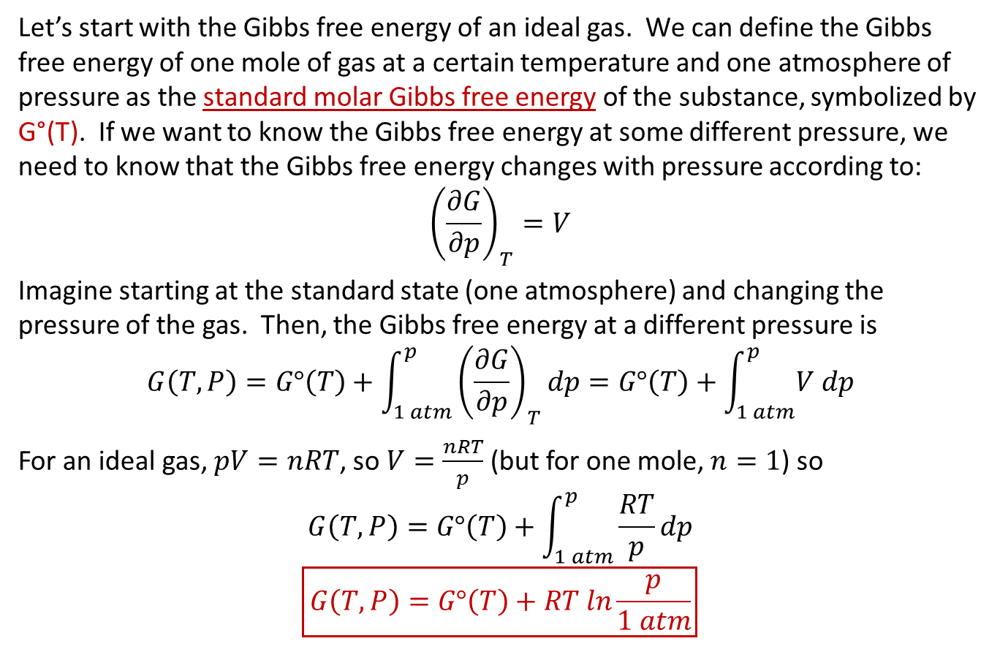 Let’s start with the Gibbs free energy of an ideal gas.  We can define the Gibbs
free energy of one mole of gas at a certain temperature and one atmosphere of
pressure as the standard molar Gibbs free energy of the substance, symbolized by
G°(T).  If we want to know the Gibbs free energy at some different pressure, we
need to know that the Gibbs free energy changes with pressure according to:
$\left(\frac{\partial G}{\partial p}\right)_T = V$
Imagine starting at the standard state (one atmosphere) and changing the
pressure of the gas.  Then, the Gibbs free energy at a different pressure is
$G(T,P) = G°(T) + \int_{1\ atm}^{p} \left(\frac{\partial G}{\partial p}\right)_T dp = G°(T) + \int_{1\ atm}^{p} V\ dp$
For an ideal gas, $pV = nRT$, so $V = \frac{nRT}{p}$ (but for one mole, $n = 1$) so
$G(T,P) = G°(T) + \int_{1\ atm}^{p} \frac{RT}{p} dp$
$G(T,P) = G°(T) + RT\ ln \frac{p}{1\ atm}$